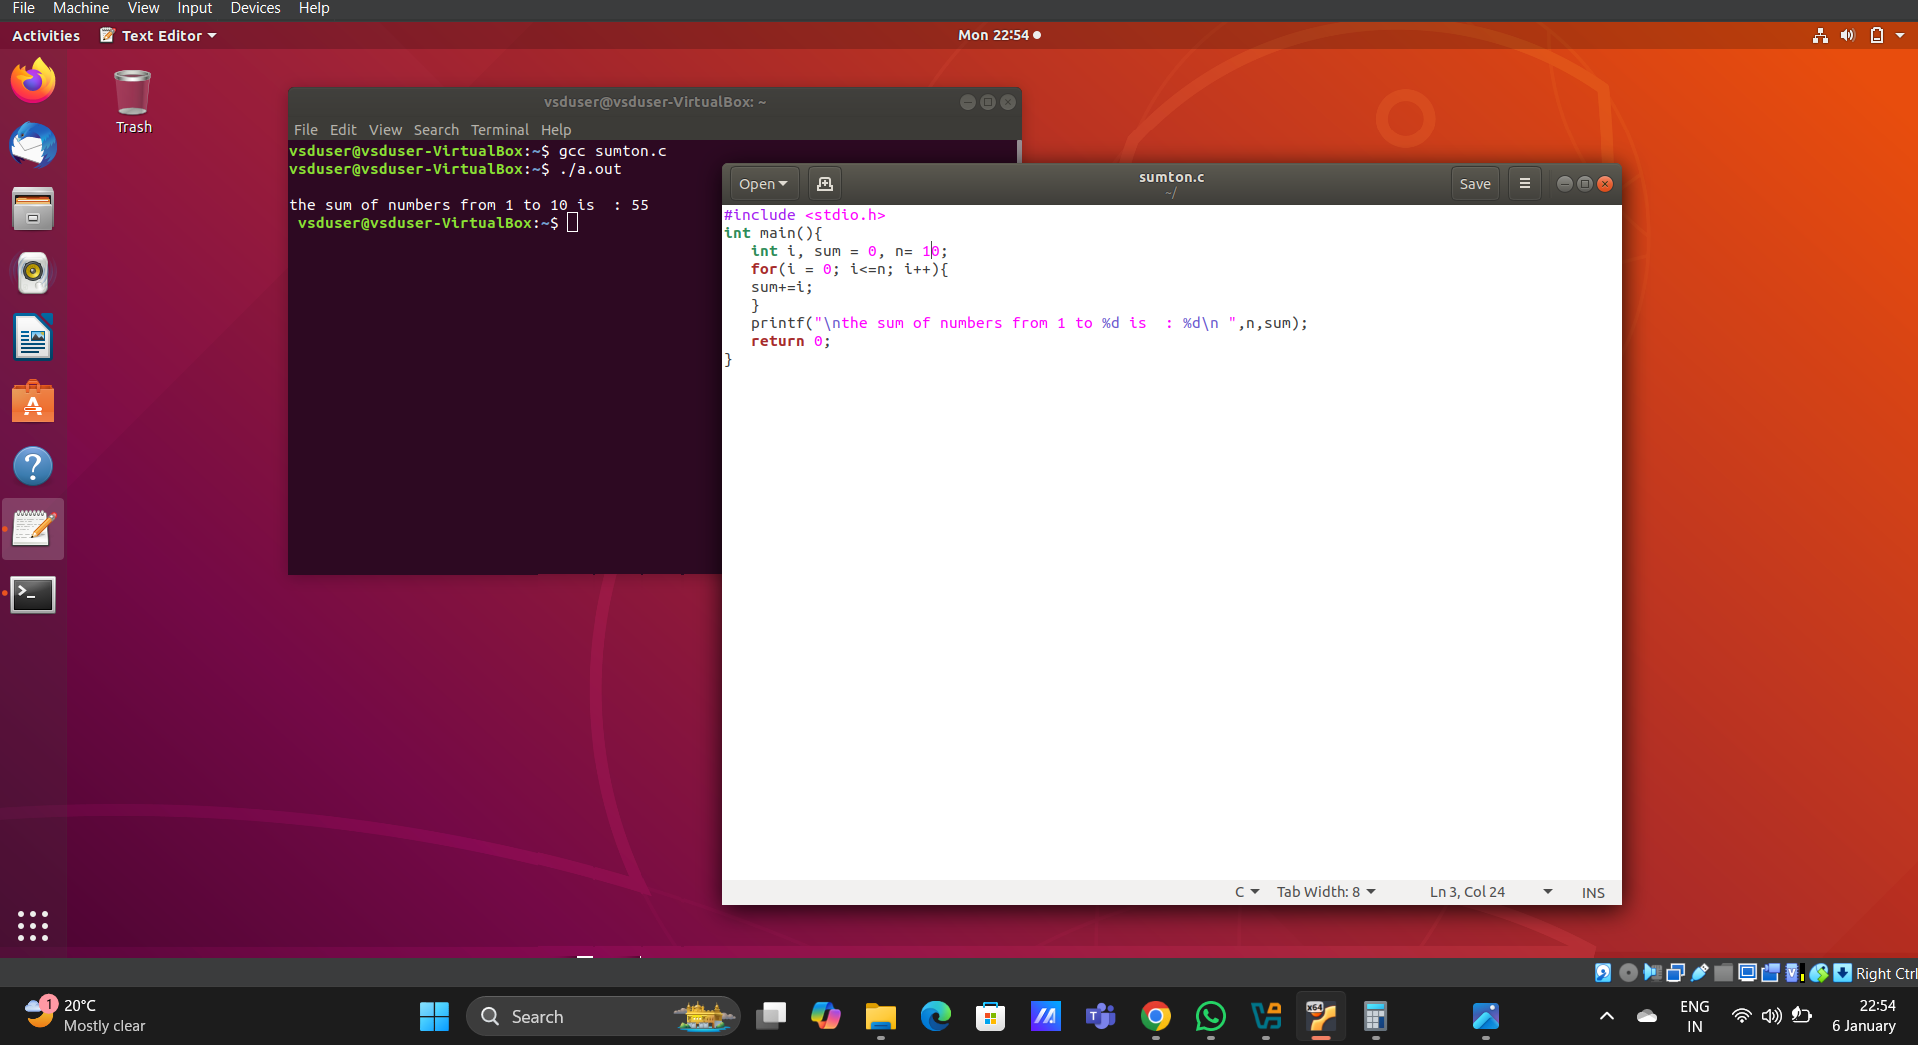 File Machine View Input Devices Help
Activities Text Editor Mon 22:54
Trash
vsduser@vsduser-VirtualBox: ~
File Edit View Search Terminal Help
vsduser@vsduser-VirtualBox:~$ gcc sumton.c
vsduser@vsduser-VirtualBox:~$ ./a.out
the sum of numbers from 1 to 10 is  : 55
 vsduser@vsduser-VirtualBox:~$
Open
sumton.c
~/
Save
#include <stdio.h>
int main(){
   int i, sum = 0, n= 10;
   for(i = 0; i<=n; i++){
   sum+=i;
   }
   printf("\nthe sum of numbers from 1 to %d is  : %d\n ",n,sum);
   return 0;
}
C Tab Width: 8 Ln 3, Col 24 INS
Right Ctrl
1
20°C
Mostly clear
Search
x64
ENG
IN
22:54
6 January